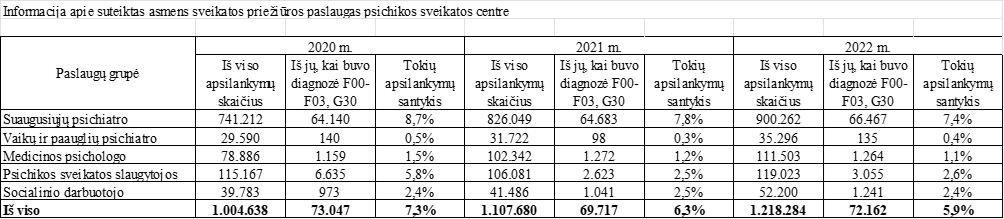 Informacija apie suteiktas asmens sveikatos priežiūros paslaugas psichikos sveikatos centre
Paslaugų grupė 2020 m. 2021 m. 2022 m.
Iš viso apsilankymų skaičius Iš jų, kai buvo diagnozė F00-F03, G30 Tokių apsilankymų santykis Iš viso apsilankymų skaičius Iš jų, kai buvo diagnozė F00-F03, G30 Tokių apsilankymų santykis Iš viso apsilankymų skaičius Iš jų, kai buvo diagnozė F00-F03, G30 Tokių apsilankymų santykis
Suaugusiųjų psichiatro 741.212 64.140 8,7% 826.049 64.683 7,8% 900.262 66.467 7,4%
Vaikų ir paauglių psichiatro 29.590 140 0,5% 31.722 98 0,3% 35.296 135 0,4%
Medicinos psichologo 78.886 1.159 1,5% 102.342 1.272 1,2% 111.503 1.264 1,1%
Psichikos sveikatos slaugytojos 115.167 6.635 5,8% 106.081 2.623 2,5% 119.023 3.055 2,6%
Socialinio darbuotojo 39.783 973 2,4% 41.486 1.041 2,5% 52.200 1.241 2,4%
Iš viso 1.004.638 73.047 7,3% 1.107.680 69.717 6,3% 1.218.284 72.162 5,9%